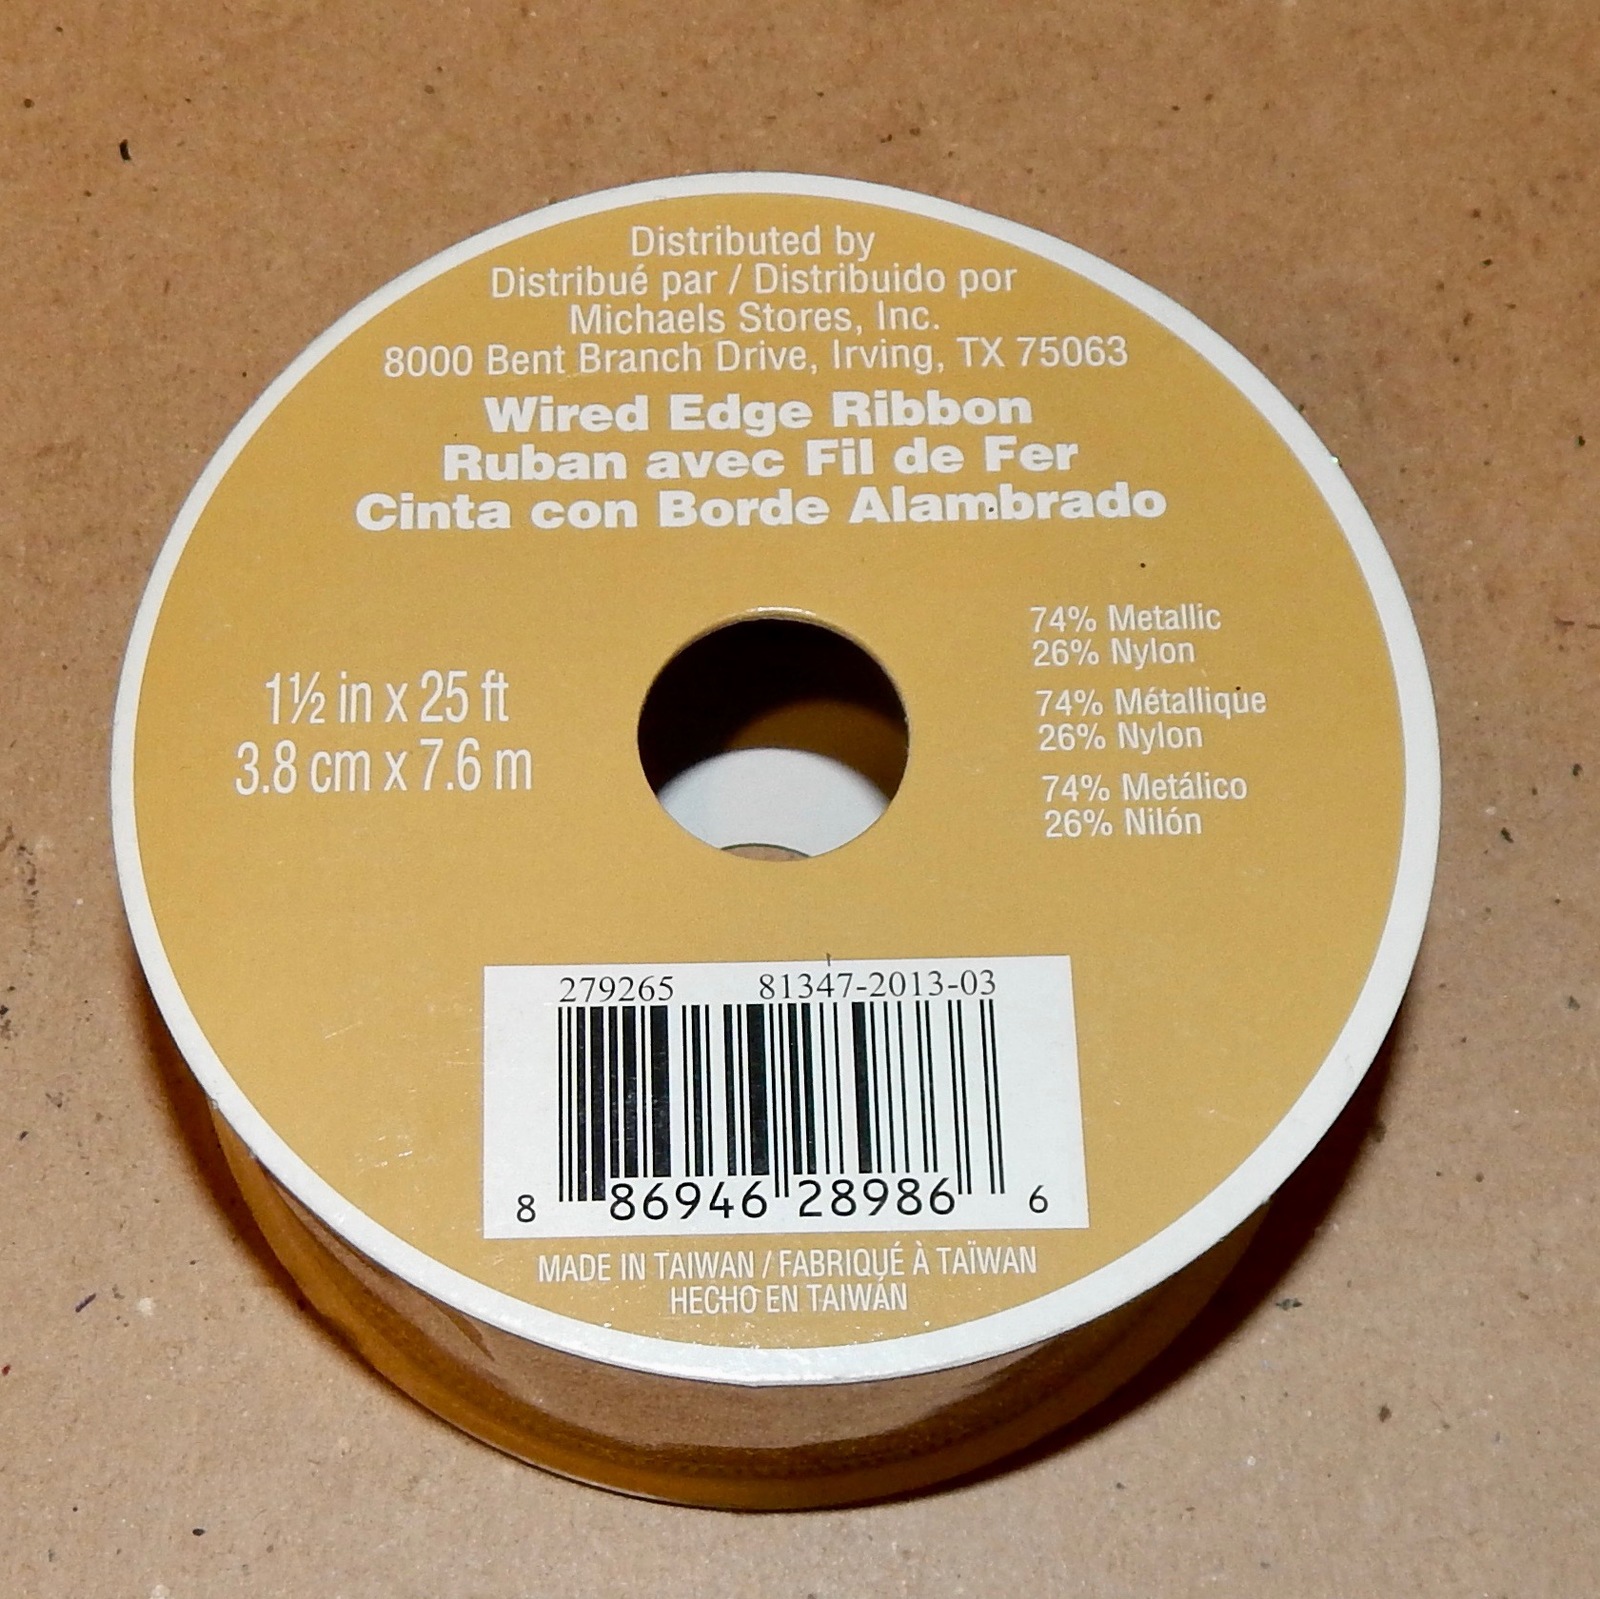 Distributed by
Distribué par / Distribuido por
Michaels Stores, Inc.
8000 Bent Branch Drive, Irving, TX 75063
Wired Edge Ribbon
Ruban avec Fil de Fer
Cinta con Borde Alambrado
1½ in x 25 ft
3.8 cm x 7.6 m
74% Metallic
26% Nylon
74% Métallique
26% Nylon
74% Metálico
26% Nilón
279265 81347-2013-03
8 86946 28986 6
MADE IN TAIWAN / FABRIQUÉ À TAÏWAN
HECHO EN TAIWÁN